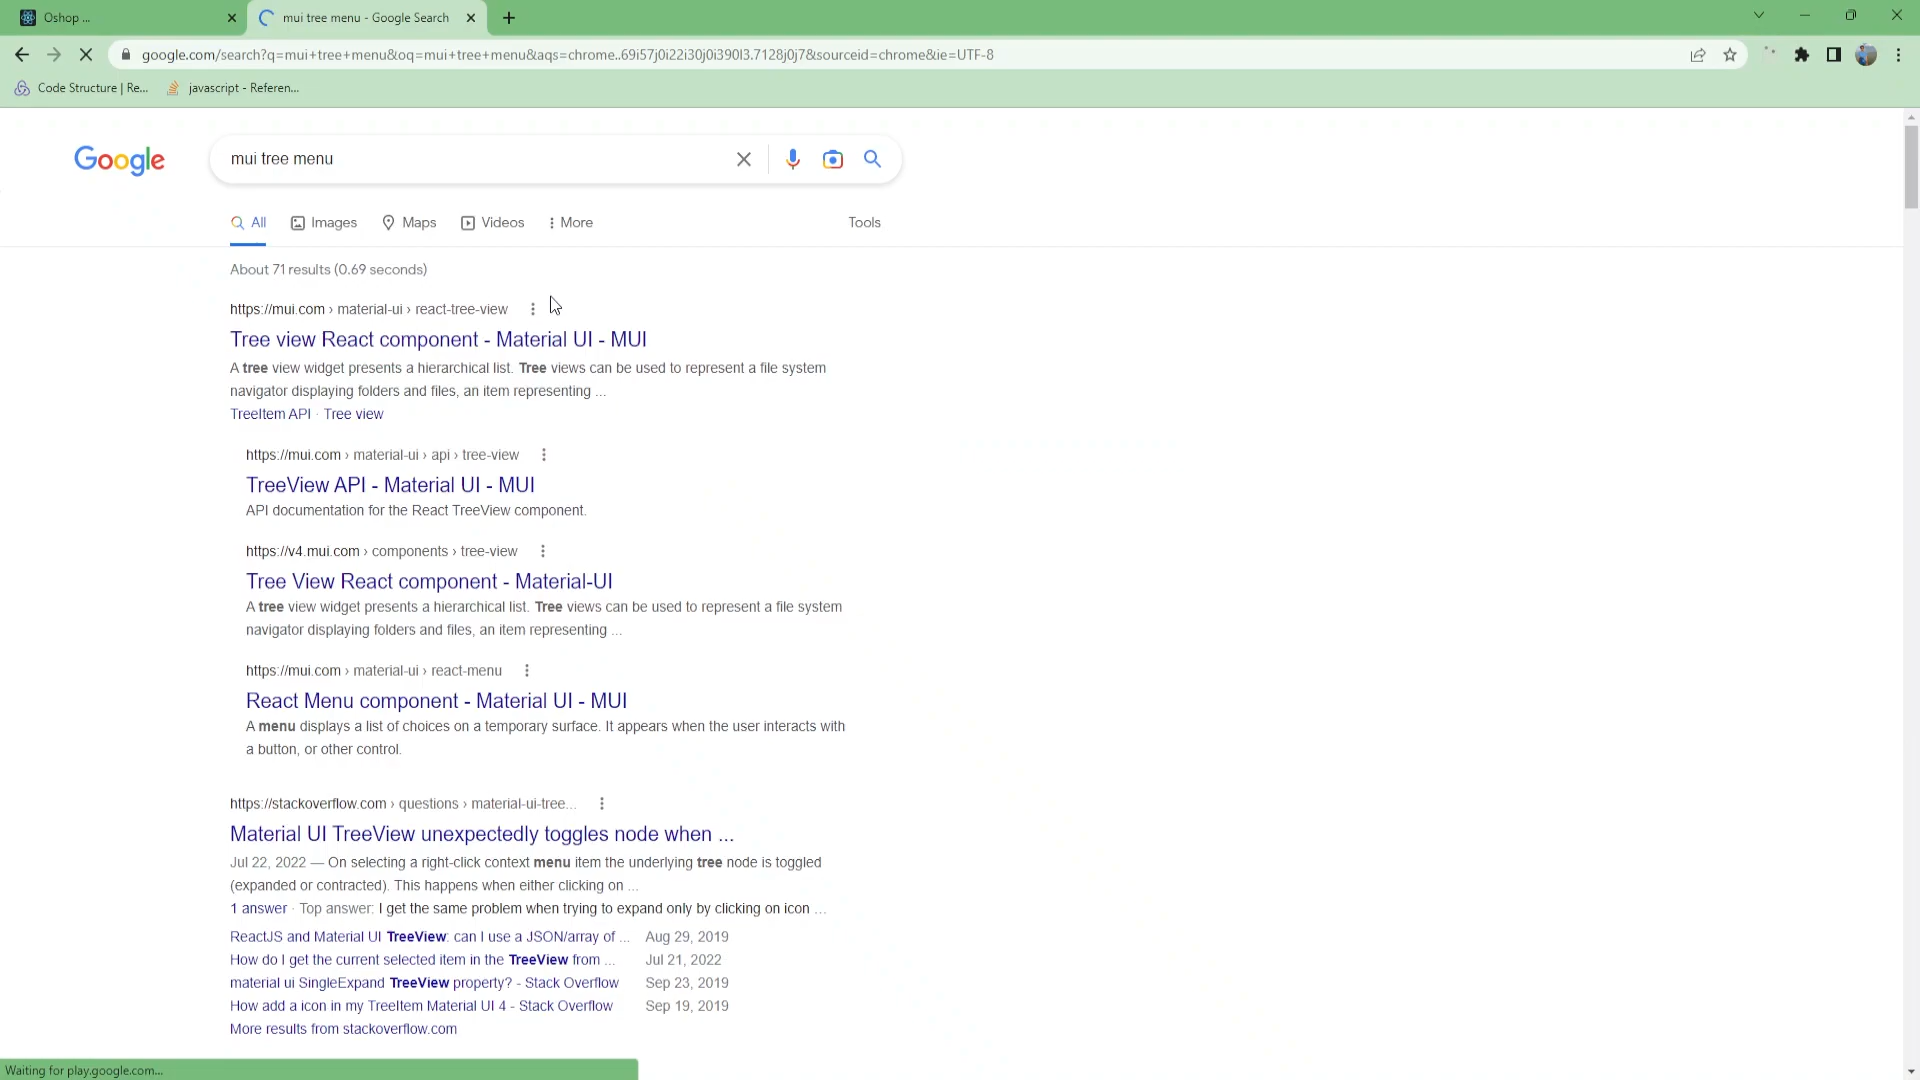 Oshop ...
mui tree menu - Google Search
google.com/search?q=mui+tree+menu&oq=mui+tree+menu&aqs=chrome..69i57j0i22i30j0i390l3.7128j0j7&sourceid=chrome&ie=UTF-8
Code Structure | Re...
javascript - Referen...
Google
mui tree menu
All
Images
Maps
Videos
More
Tools
About 71 results (0.69 seconds)
https://mui.com › material-ui › react-tree-view
Tree view React component - Material UI - MUI
A tree view widget presents a hierarchical list. Tree views can be used to represent a file system
navigator displaying folders and files, an item representing ...
TreeItem API · Tree view
https://mui.com › material-ui › api › tree-view
TreeView API - Material UI - MUI
API documentation for the React TreeView component.
https://v4.mui.com › components › tree-view
Tree View React component - Material-UI
A tree view widget presents a hierarchical list. Tree views can be used to represent a file system
navigator displaying folders and files, an item representing ...
https://mui.com › material-ui › react-menu
React Menu component - Material UI - MUI
A menu displays a list of choices on a temporary surface. It appears when the user interacts with
a button, or other control.
https://stackoverflow.com › questions › material-ui-tree...
Material UI TreeView unexpectedly toggles node when ...
Jul 22, 2022 — On selecting a right-click context menu item the underlying tree node is toggled
(expanded or contracted). This happens when either clicking on ...
1 answer · Top answer: I get the same problem when trying to expand only by clicking on icon ...
ReactJS and Material UI TreeView: can I use a JSON/array of ... Aug 29, 2019
How do I get the current selected item in the TreeView from ... Jul 21, 2022
material ui SingleExpand TreeView property? - Stack Overflow Sep 23, 2019
How add a icon in my TreeItem Material UI 4 - Stack Overflow Sep 19, 2019
More results from stackoverflow.com
Waiting for play.google.com...